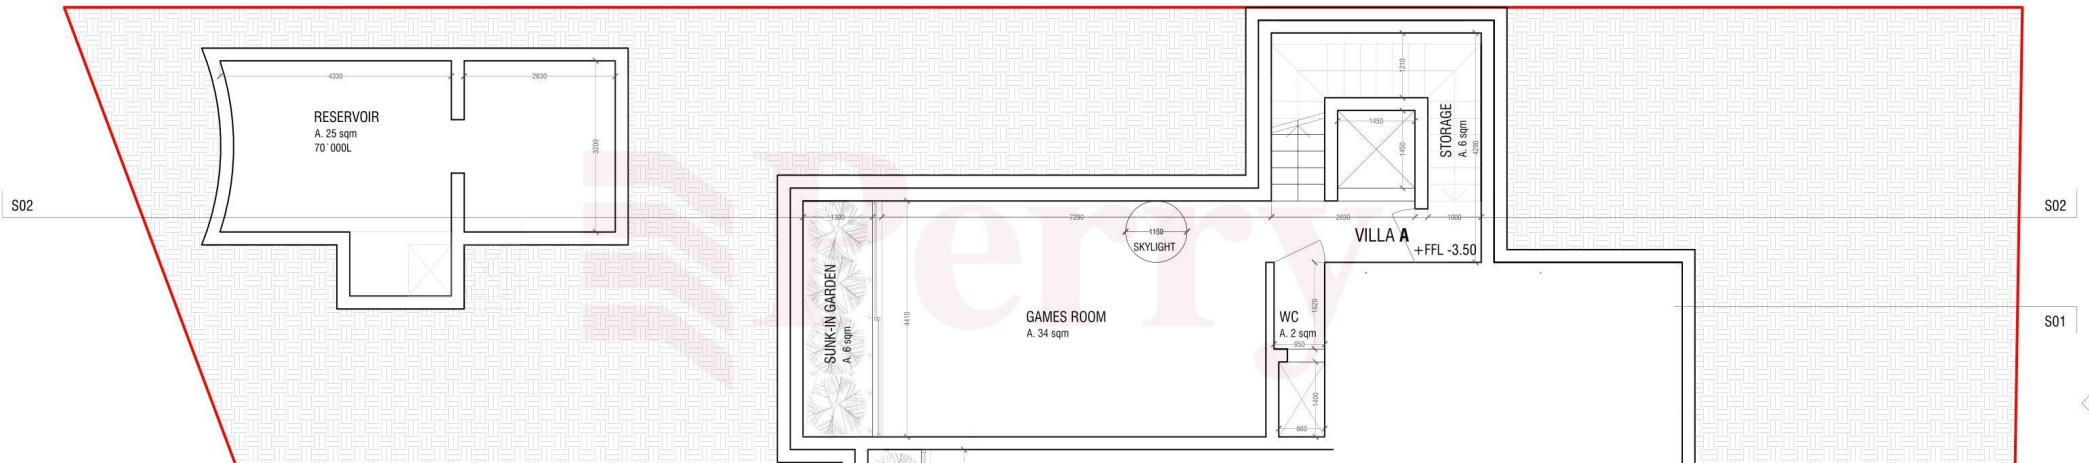 4330
2830
RESERVOIR
A. 25 sqm
70`000L
3200
1210
1450
1450
STORAGE
A. 6 sqm
4290
S02
S02
1300
7290
2690
1000
1150
SKYLIGHT
VILLA A
+FFL -3.50
SUNK-IN GARDEN
A. 6 sqm
4410
GAMES ROOM
A. 34 sqm
1620
WC
A. 2 sqm
950
1400
860
S01
Perry